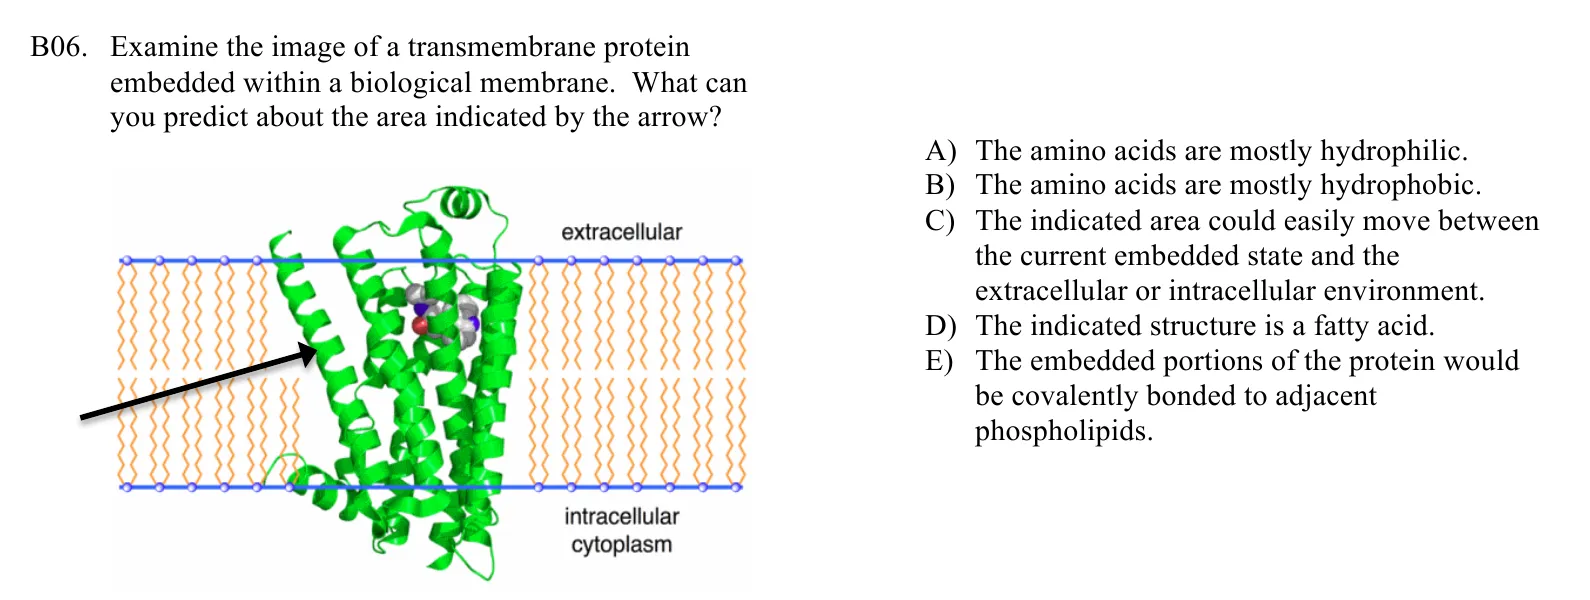 B06. Examine the image of a transmembrane protein
embedded within a biological membrane. What can
you predict about the area indicated by the arrow?
extracellular
intracellular
cytoplasm
A) The amino acids are mostly hydrophilic.
B) The amino acids are mostly hydrophobic.
C) The indicated area could easily move between
the current embedded state and the
extracellular or intracellular environment.
D) The indicated structure is a fatty acid.
E) The embedded portions of the protein would
be covalently bonded to adjacent
phospholipids.